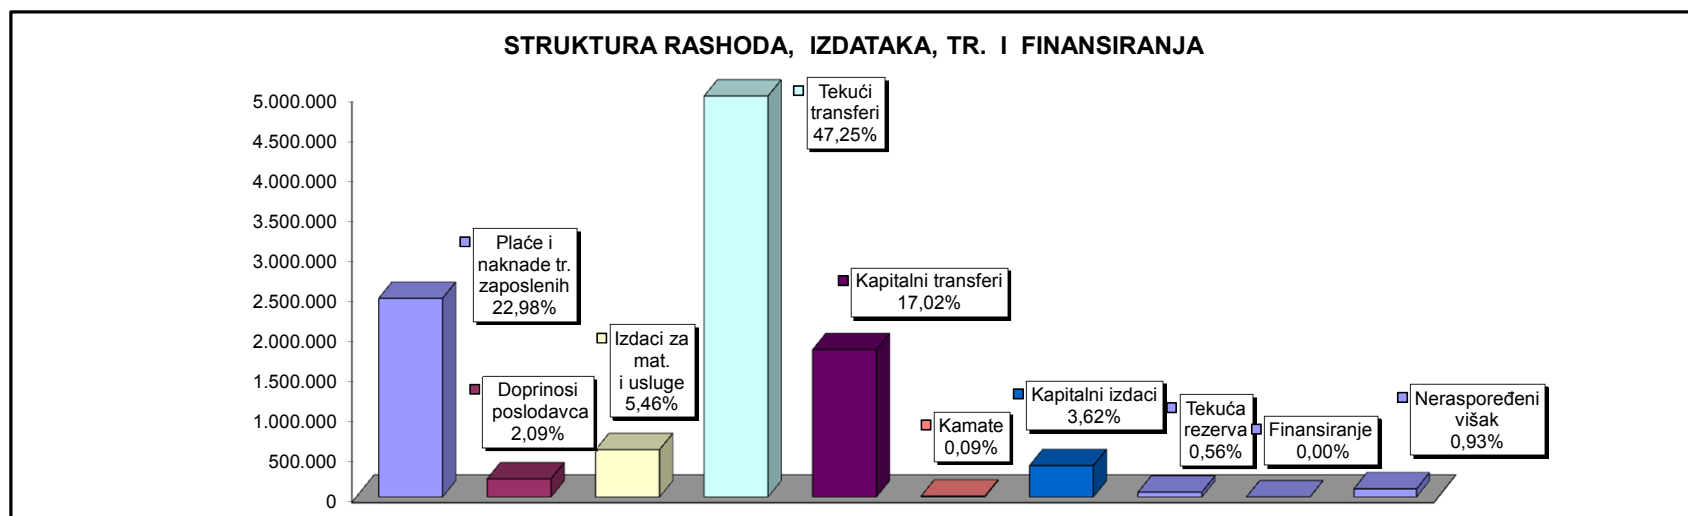 STRUKTURA RASHODA, IZDATAKA, TR. I FINANSIRANJA
5.000.000
4.500.000
4.000.000
3.500.000
3.000.000
2.500.000
2.000.000
1.500.000
1.000.000
500.000
0
Plaće i
naknade tr.
zaposlenih
22,98%
Doprinosi
poslodavca
2,09%
Izdaci za
mat.
i usluge
5,46%
Tekući
transferi
47,25%
Kapitalni transferi
17,02%
Kamate
0,09%
Kapitalni izdaci
3,62%
Tekuća
rezerva
0,56%
Finansiranje
0,00%
Neraspoređeni
višak
0,93%